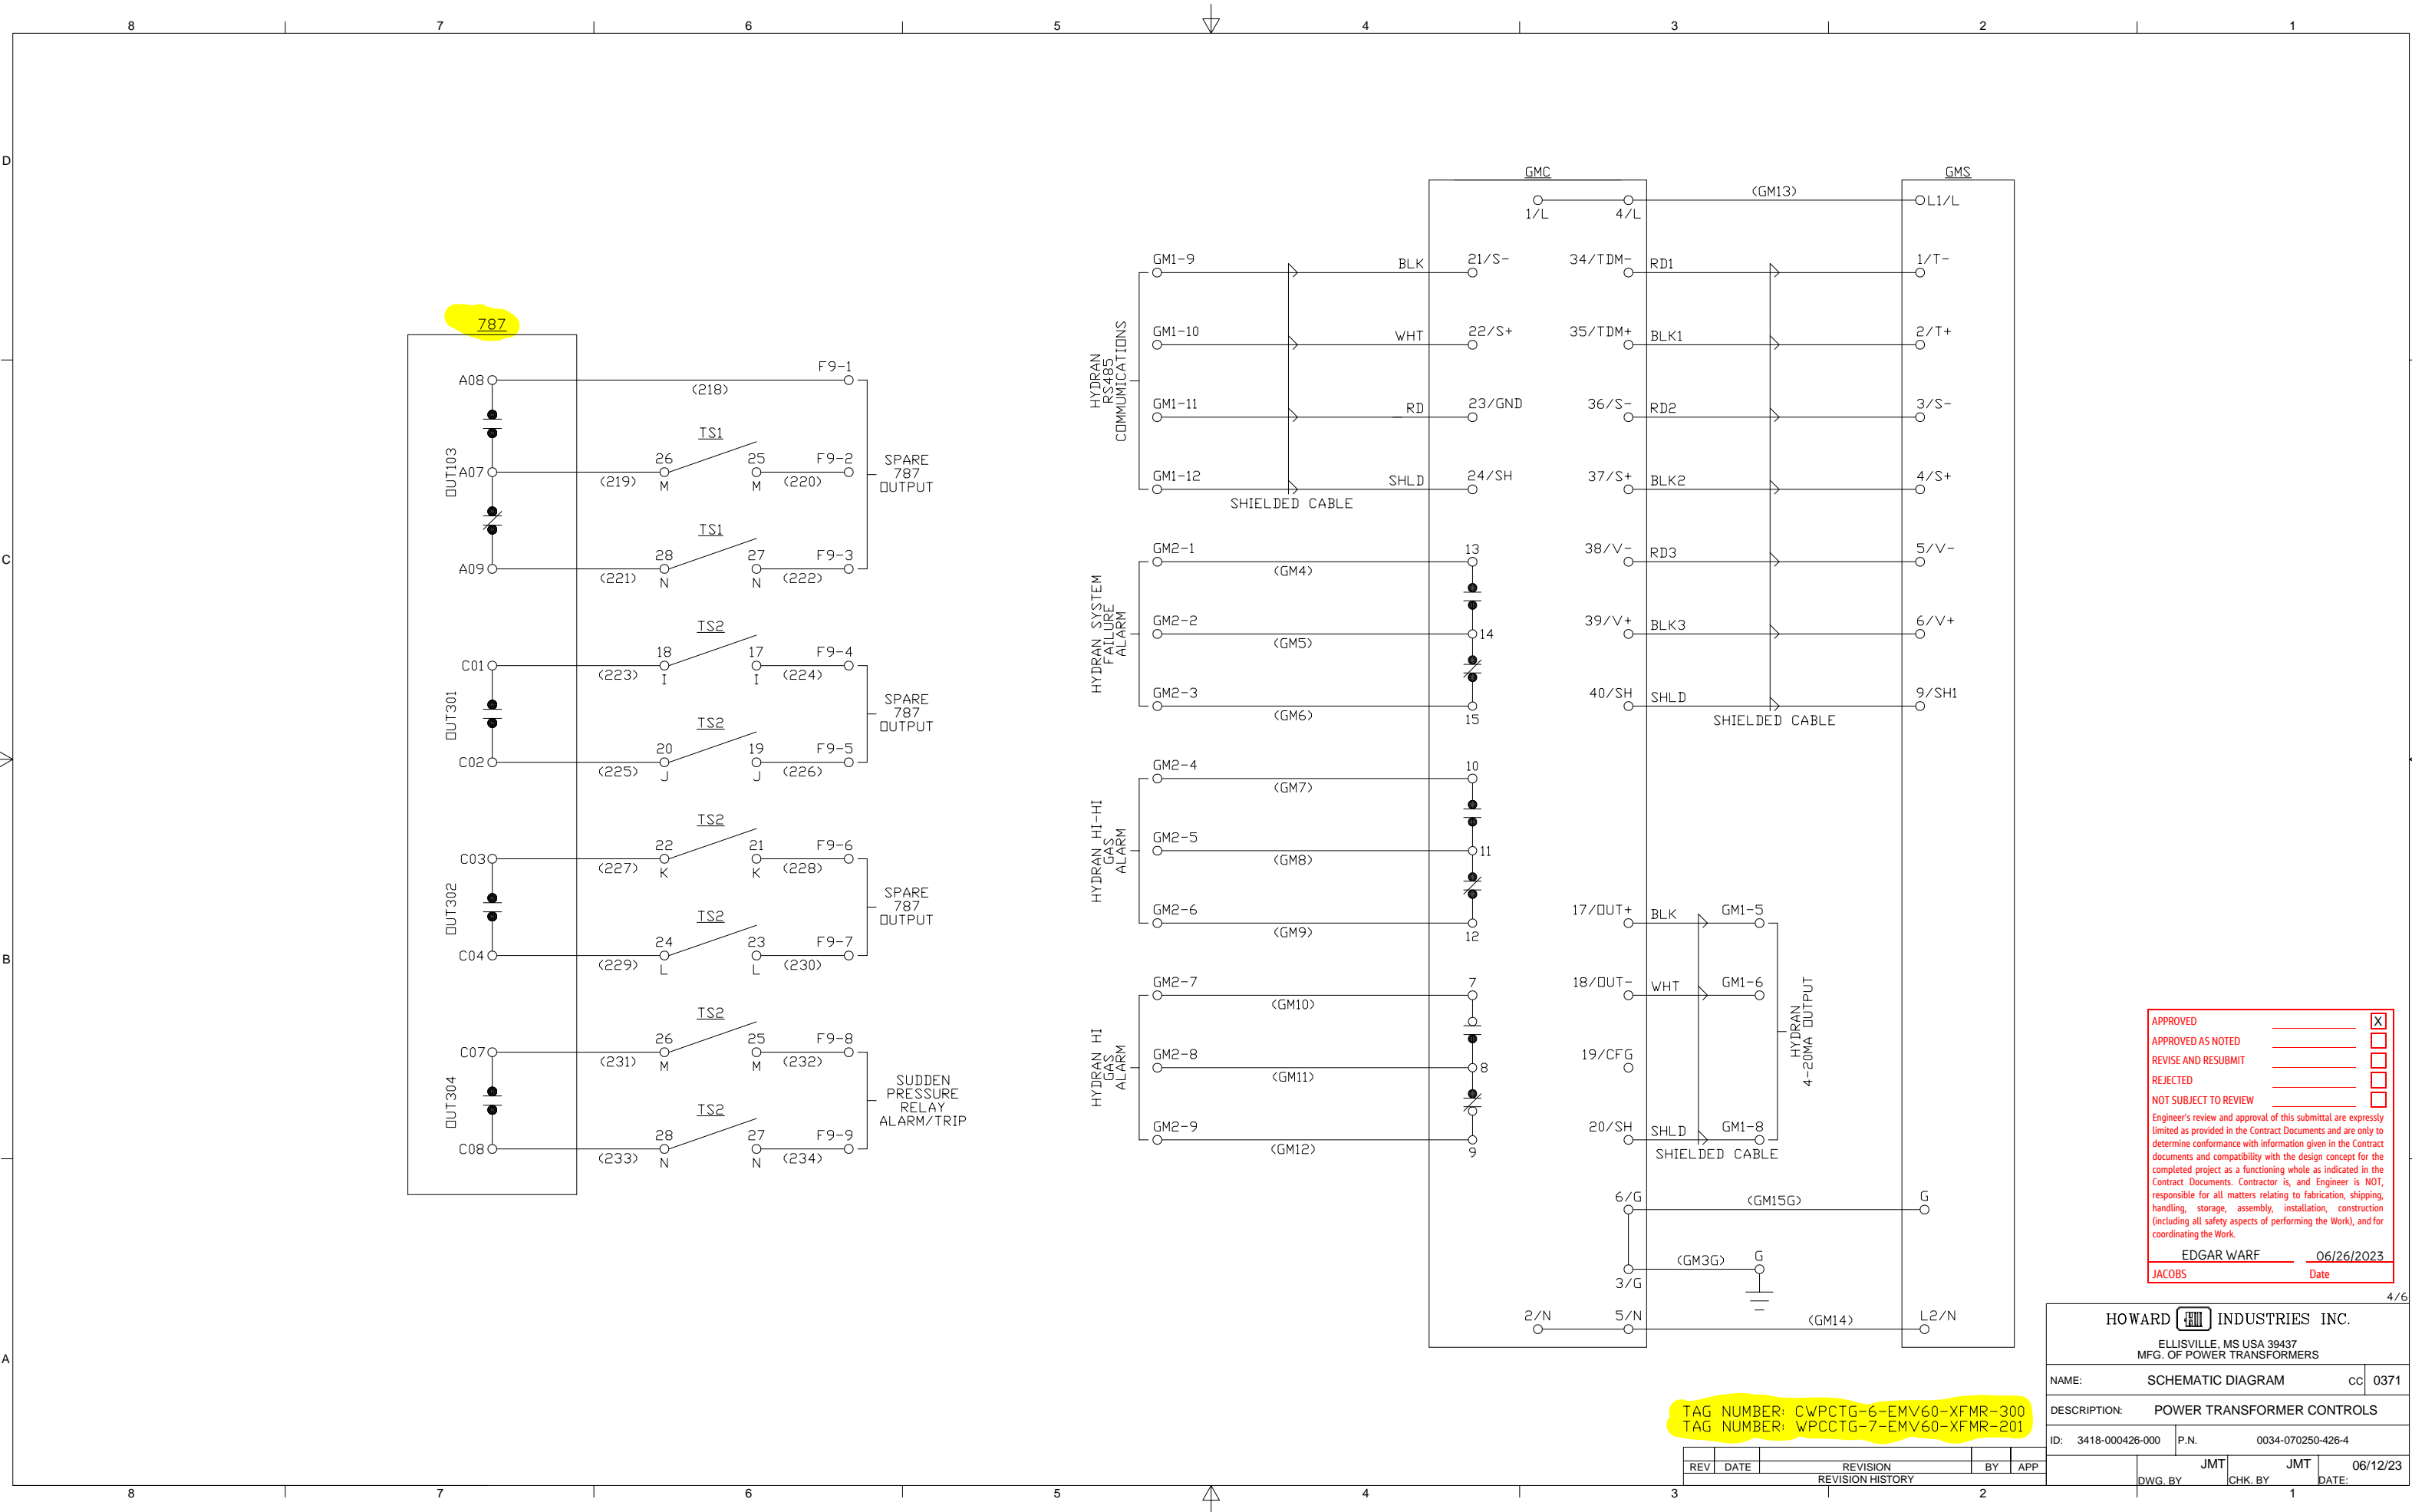 8 7 6 5 4 3 2 1
D
C
B
A
787
A08
(218)
F9-1
OUT103
A07
(219)
26
M
TS1
25
M
(220)
F9-2
SPARE
787
OUTPUT
A09
(221)
28
N
TS1
27
N
(222)
F9-3
C01
(223)
18
I
TS2
17
I
(224)
F9-4
OUT301
SPARE
787
OUTPUT
C02
(225)
20
J
TS2
19
J
(226)
F9-5
C03
(227)
22
K
TS2
21
K
(228)
F9-6
OUT302
SPARE
787
OUTPUT
C04
(229)
24
L
TS2
23
L
(230)
F9-7
C07
(231)
26
M
TS2
25
M
(232)
F9-8
OUT304
SUDDEN
PRESSURE
RELAY
ALARM/TRIP
C08
(233)
28
N
TS2
27
N
(234)
F9-9
GMC
GMS
1/L
4/L
(GM13)
L1/L
HYDRAN
RS485
COMMUMICATIONS
GM1-9
BLK
21/S-
GM1-10
WHT
22/S+
GM1-11
RD
23/GND
GM1-12
SHLD
24/SH
SHIELDED CABLE
34/TDM-
RD1
1/T-
35/TDM+
BLK1
2/T+
36/S-
RD2
3/S-
37/S+
BLK2
4/S+
38/V-
RD3
5/V-
39/V+
BLK3
6/V+
40/SH
SHLD
9/SH1
SHIELDED CABLE
HYDRAN SYSTEM
FAILURE
ALARM
GM2-1
(GM4)
13
GM2-2
(GM5)
14
GM2-3
(GM6)
15
HYDRAN HI-HI
GAS
ALARM
GM2-4
(GM7)
10
GM2-5
(GM8)
11
GM2-6
(GM9)
12
HYDRAN HI
GAS
ALARM
GM2-7
(GM10)
7
GM2-8
(GM11)
8
GM2-9
(GM12)
9
17/OUT+
BLK
GM1-5
18/OUT-
WHT
GM1-6
19/CFG
20/SH
SHLD
GM1-8
SHIELDED CABLE
HYDRAN
4-20MA OUTPUT
6/G
(GM15G)
G
3/G
(GM3G)
G
2/N
5/N
(GM14)
L2/N
APPROVED X
APPROVED AS NOTED
REVISE AND RESUBMIT
REJECTED
NOT SUBJECT TO REVIEW
Engineer's review and approval of this submittal are expressly
limited as provided in the Contract Documents and are only to
determine conformance with information given in the Contract
documents and compatibility with the design concept for the
completed project as a functioning whole as indicated in the
Contract Documents. Contractor is, and Engineer is NOT,
responsible for all matters relating to fabrication, shipping,
handling, storage, assembly, installation, construction
(including all safety aspects of performing the Work), and for
coordinating the Work.
EDGAR WARF 06/26/2023
JACOBS Date
4/6
HOWARD HI INDUSTRIES INC.
ELLISVILLE, MS USA 39437
MFG. OF POWER TRANSFORMERS
NAME: SCHEMATIC DIAGRAM CC 0371
DESCRIPTION: POWER TRANSFORMER CONTROLS
ID: 3418-000426-000 P.N. 0034-070250-426-4
DWG. BY JMT CHK. BY JMT DATE: 06/12/23
TAG NUMBER: CWPCTG-6-EMV60-XFMR-300
TAG NUMBER: WPCCTG-7-EMV60-XFMR-201
REV DATE REVISION BY APP
REVISION HISTORY
8 7 6 5 4 3 2 1